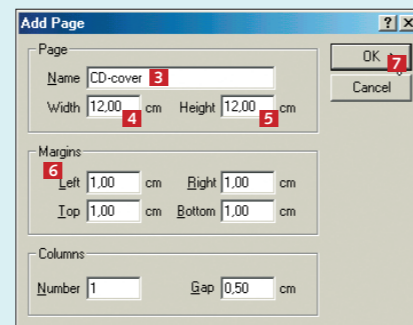 Add Page
Page
Name CD-cover 3
OK 7
Width 12,00 cm Height 12,00 cm
4 5
Cancel
Margins
6
Left 1,00 cm Right 1,00 cm
Top 1,00 cm Bottom 1,00 cm
Columns
Number 1 Gap 0,50 cm